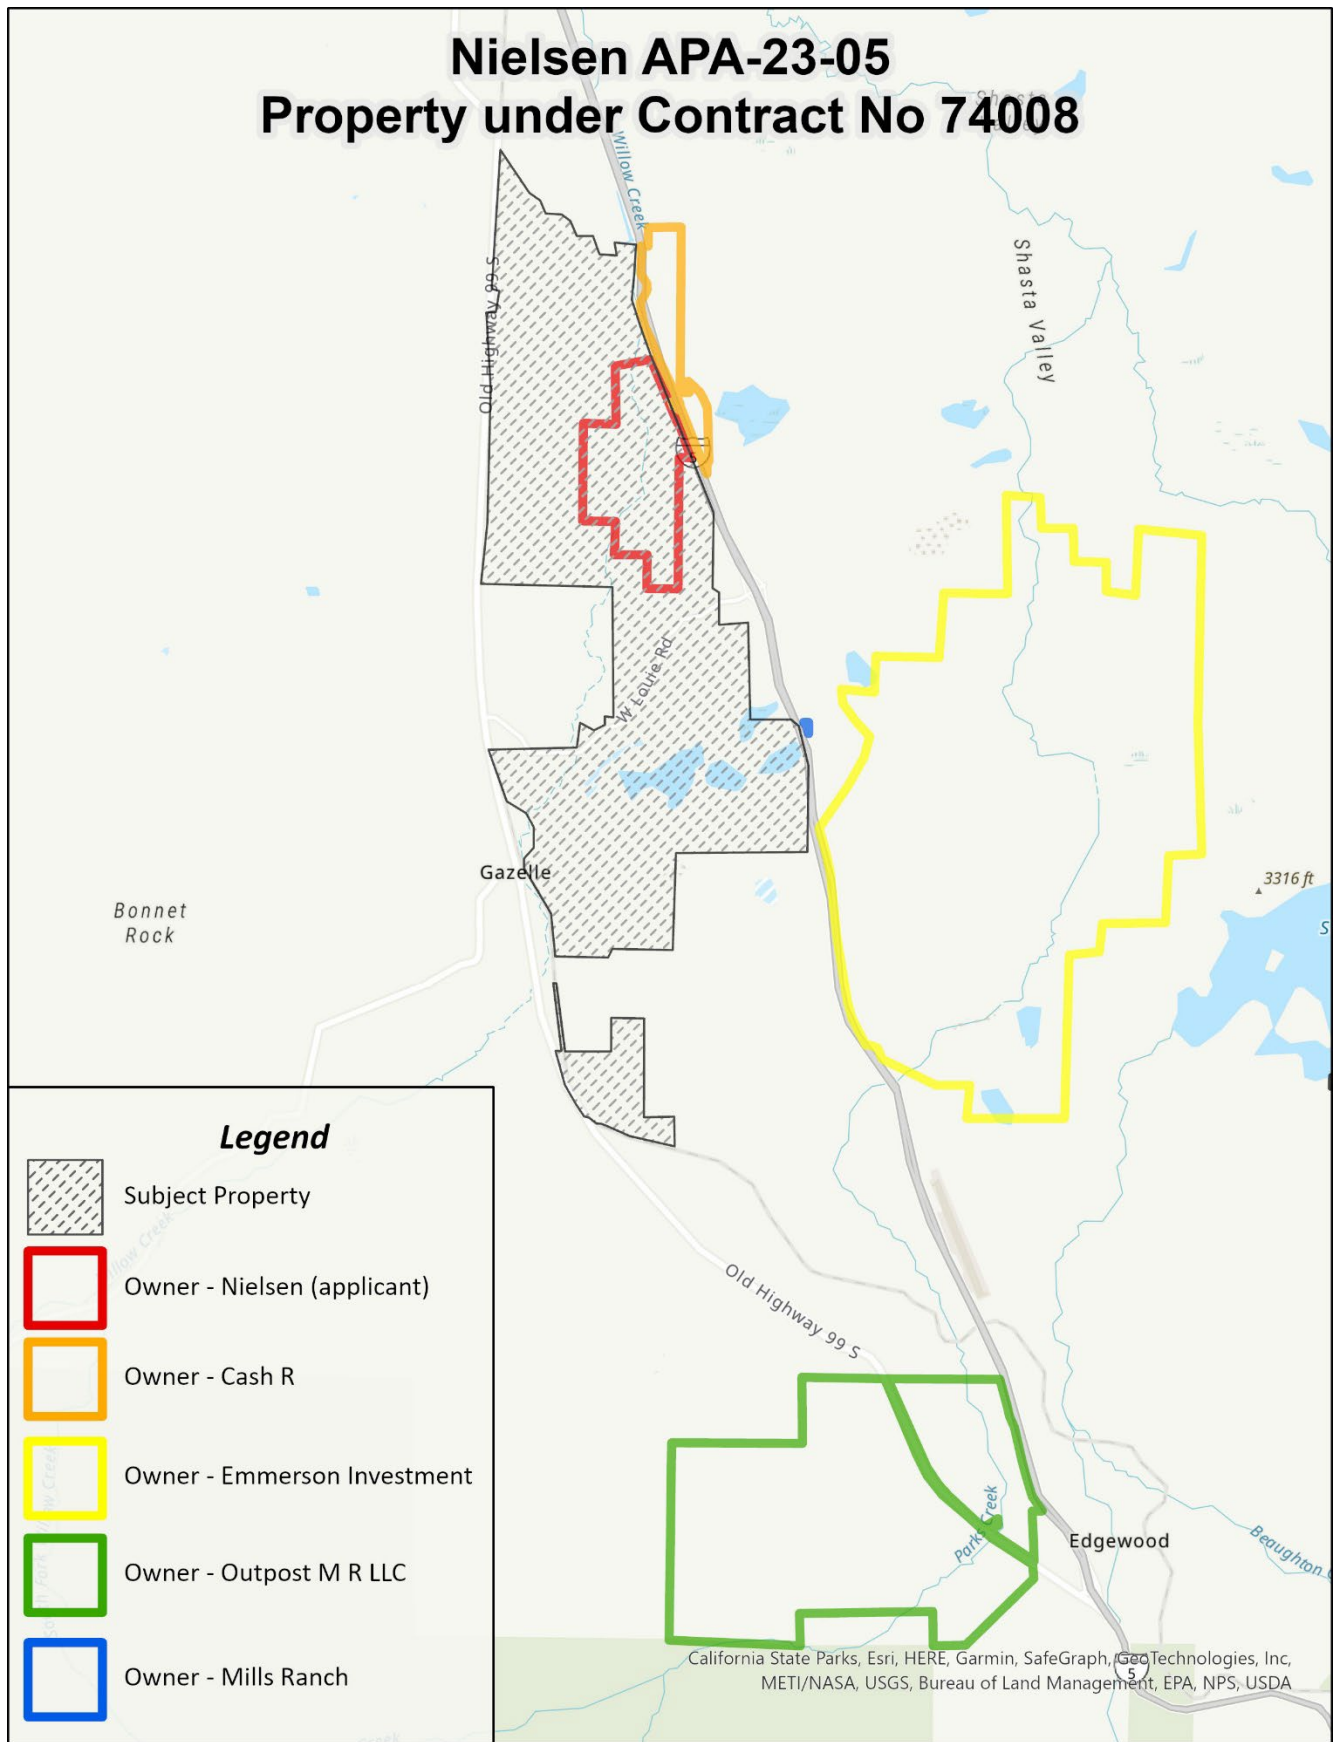 Nielsen APA-23-05
Property under Contract No 74008
Willow Creek
Shasta Valley
Old Highway 99 S
5
W Louie Rd
Gazelle
Bonnet
Rock
3316 ft
S
Legend
Subject Property
Owner - Nielsen (applicant)
Owner - Cash R
Owner - Emmerson Investment
Owner - Outpost M R LLC
Owner - Mills Ranch
Old Highway 99 S
Parks Creek
Edgewood
Beaughton
California State Parks, Esri, HERE, Garmin, SafeGraph, GeoTechnologies, Inc,
METI/NASA, USGS, Bureau of Land Management, EPA, NPS, USDA
5